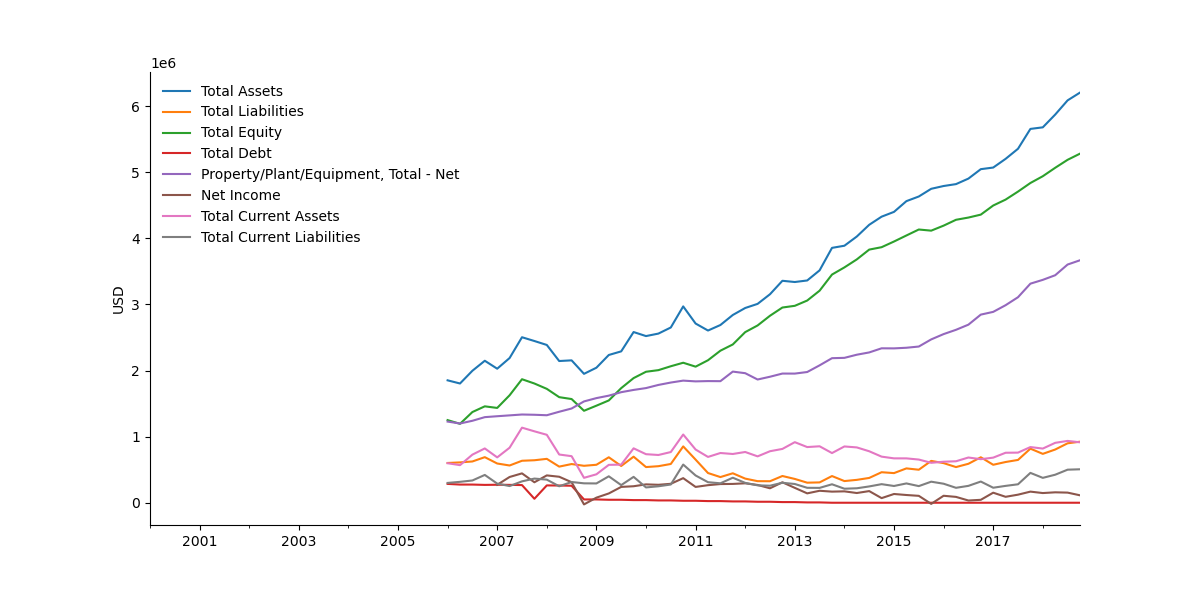 1e6
Total Assets
Total Liabilities
Total Equity
Total Debt
Property/Plant/Equipment, Total - Net
Net Income
Total Current Assets
Total Current Liabilities
6
5
4
3
2
1
0
USD
2001 2003 2005 2007 2009 2011 2013 2015 2017